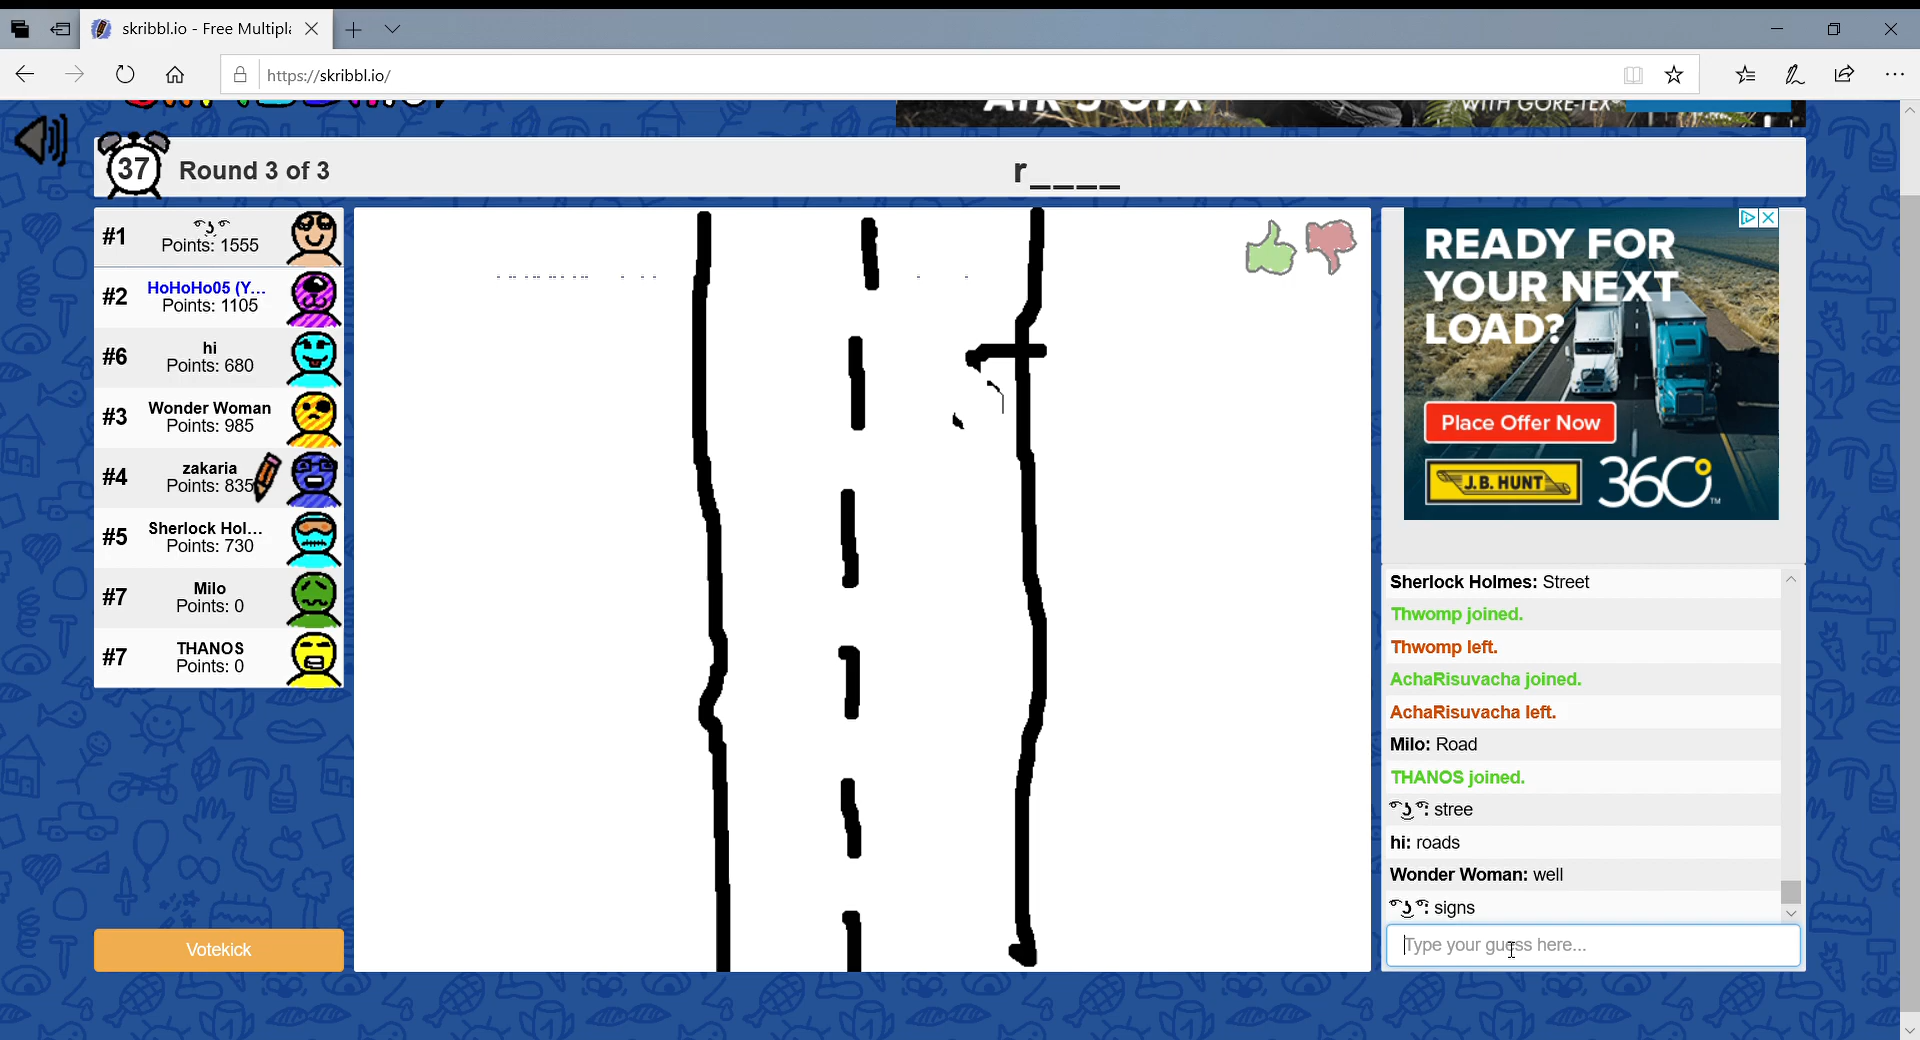 skribbl.io - Free Multipl
https://skribbl.io/
WITH GORE-TEX
37
Round 3 of 3
r____
#1
͡° ͜ʖ ͡°
Points: 1555
#2
HoHoHo05 (Y...
Points: 1105
#6
hi
Points: 680
#3
Wonder Woman
Points: 985
#4
zakaria
Points: 835
#5
Sherlock Hol...
Points: 730
#7
Milo
Points: 0
#7
THANOS
Points: 0
Votekick
READY FOR
YOUR NEXT
LOAD?
Place Offer Now
J.B. HUNT
360°
TM
Sherlock Holmes: Street
Thwomp joined.
Thwomp left.
AchaRisuvacha joined.
AchaRisuvacha left.
Milo: Road
THANOS joined.
͡° ͜ʖ ͡°: stree
hi: roads
Wonder Woman: well
͡° ͜ʖ ͡°: signs
Type your guess here...